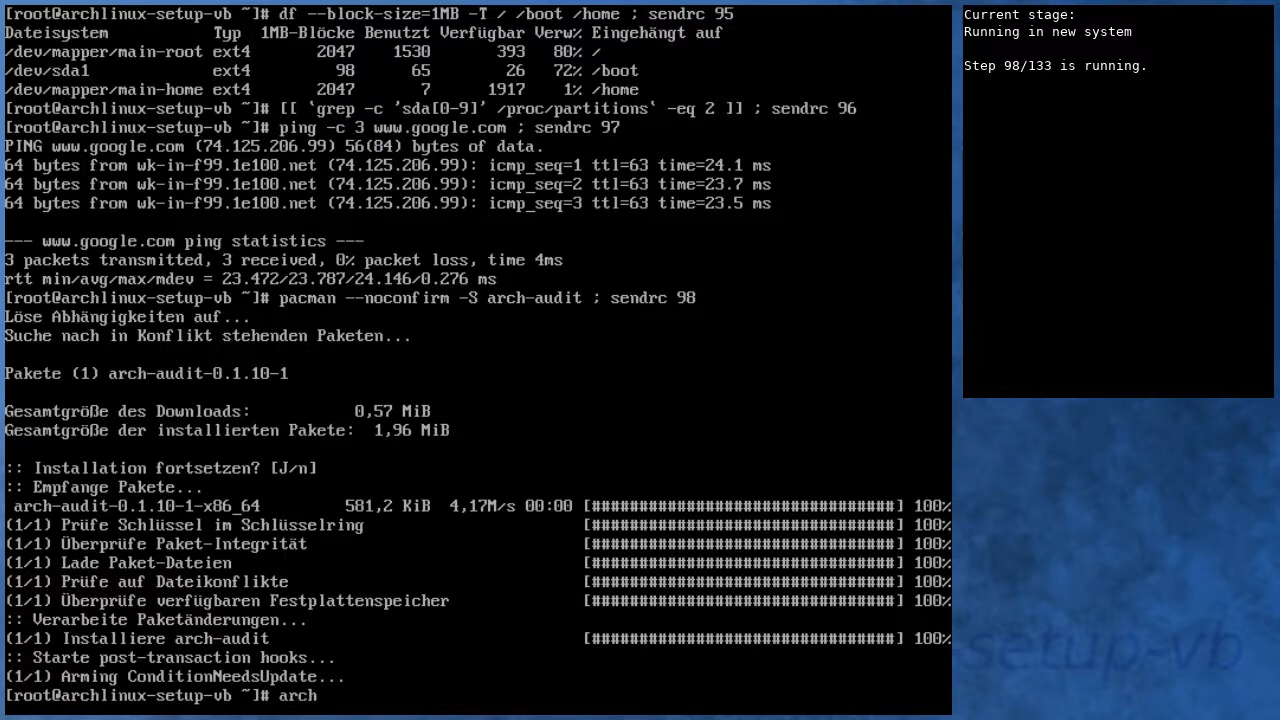 [root@archlinux-setup-vb ~]# df --block-size=1MB -T / /boot /home ; sendrc 95
Dateisystem Typ 1MB-Blöcke Benutzt Verfügbar Verw% Eingehängt auf
/dev/mapper/main-root ext4 2047 1530 393 80% /
/dev/sda1 ext4 98 65 26 72% /boot
/dev/mapper/main-home ext4 2047 7 1917 1% /home
[root@archlinux-setup-vb ~]# [[ `grep -c 'sda[0-9]' /proc/partitions` -eq 2 ]] ; sendrc 96
[root@archlinux-setup-vb ~]# ping -c 3 www.google.com ; sendrc 97
PING www.google.com (74.125.206.99) 56(84) bytes of data.
64 bytes from wk-in-f99.1e100.net (74.125.206.99): icmp_seq=1 ttl=63 time=24.1 ms
64 bytes from wk-in-f99.1e100.net (74.125.206.99): icmp_seq=2 ttl=63 time=23.7 ms
64 bytes from wk-in-f99.1e100.net (74.125.206.99): icmp_seq=3 ttl=63 time=23.5 ms
--- www.google.com ping statistics ---
3 packets transmitted, 3 received, 0% packet loss, time 4ms
rtt min/avg/max/mdev = 23.472/23.787/24.146/0.276 ms
[root@archlinux-setup-vb ~]# pacman --noconfirm -S arch-audit ; sendrc 98
Löse Abhängigkeiten auf...
Suche nach in Konflikt stehenden Paketen...
Pakete (1) arch-audit-0.1.10-1
Gesamtgröße des Downloads: 0,57 MiB
Gesamtgröße der installierten Pakete: 1,96 MiB
:: Installation fortsetzen? [J/n]
:: Empfange Pakete...
arch-audit-0.1.10-1-x86_64 581,2 KiB 4,17M/s 00:00 [################################] 100%
(1/1) Prüfe Schlüssel im Schlüsselring [################################] 100%
(1/1) Überprüfe Paket-Integrität [################################] 100%
(1/1) Lade Paket-Dateien [################################] 100%
(1/1) Prüfe auf Dateikonflikte [################################] 100%
(1/1) Überprüfe verfügbaren Festplattenspeicher [################################] 100%
:: Verarbeite Paketänderungen...
(1/1) Installiere arch-audit [################################] 100%
:: Starte post-transaction hooks...
(1/1) Arming ConditionNeedsUpdate...
[root@archlinux-setup-vb ~]# arch
Current stage:
Running in new system
Step 98/133 is running.
setup-vb